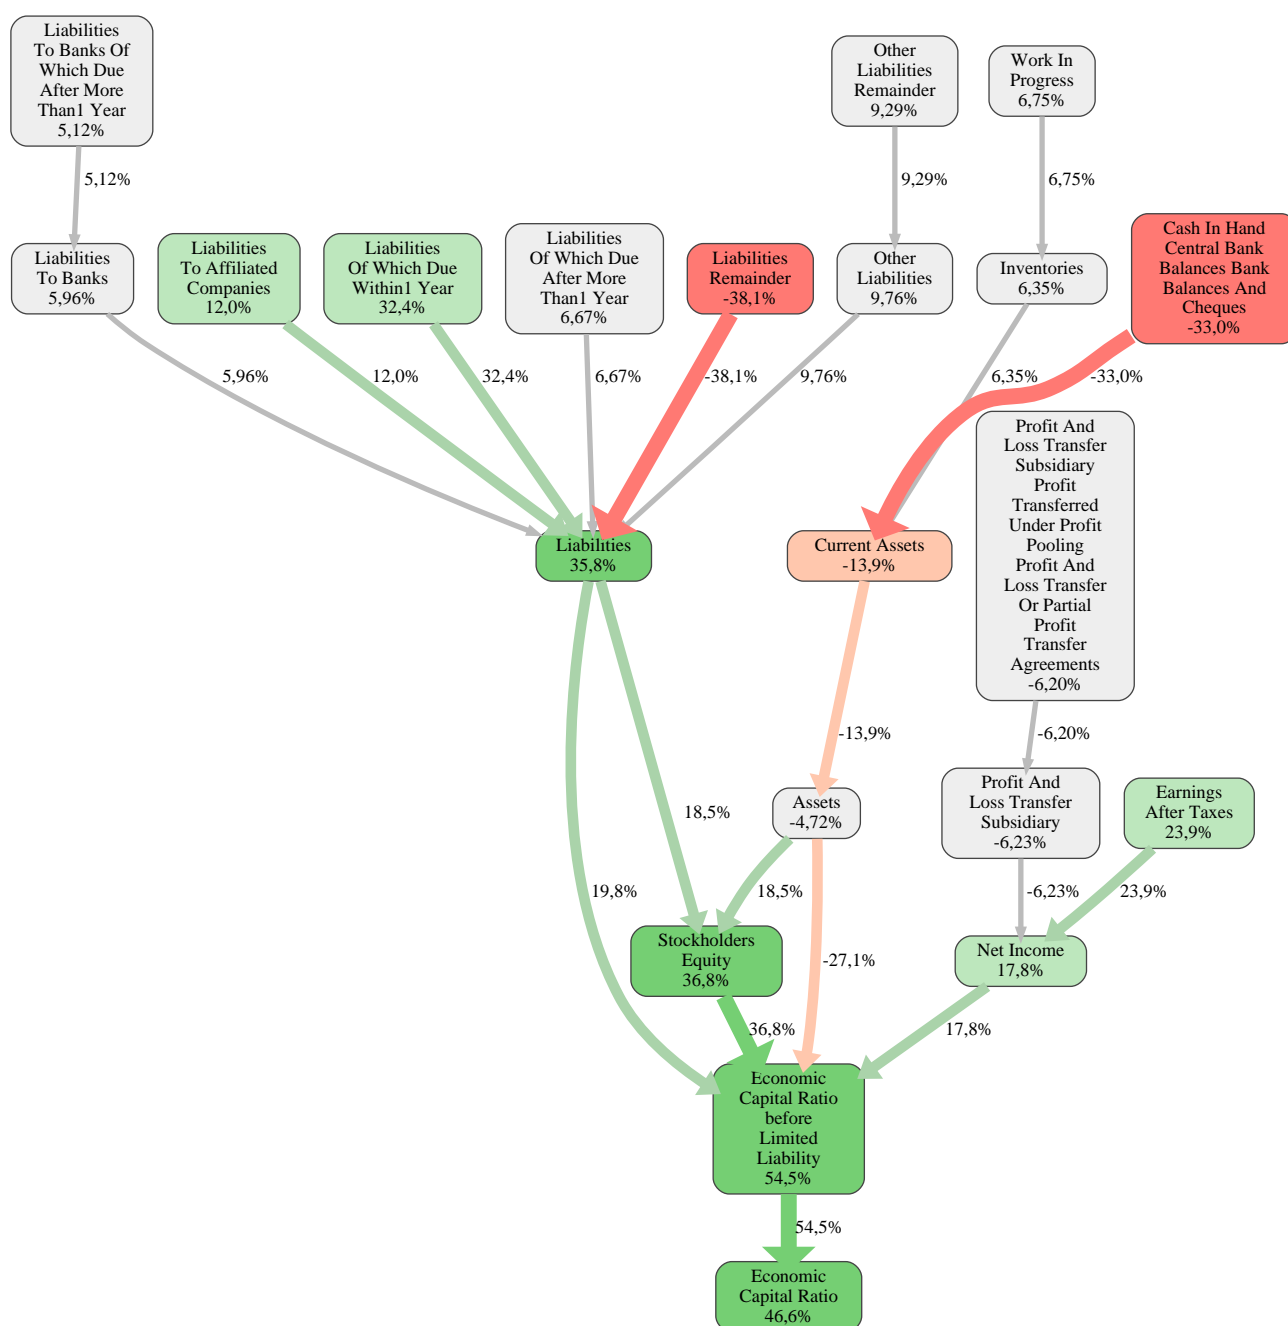 Liabilities
To Banks Of
Which Due
After More
Than1 Year
5,12%
Other
Liabilities
Remainder
9,29%
Work In
Progress
6,75%
5,12%
9,29%
6,75%
Liabilities
To Banks
5,96%
Liabilities
To Affiliated
Companies
12,0%
Liabilities
Of Which Due
Within1 Year
32,4%
Liabilities
Of Which Due
After More
Than1 Year
6,67%
Liabilities
Remainder
-38,1%
Other
Liabilities
9,76%
Inventories
6,35%
Cash In Hand
Central Bank
Balances Bank
Balances And
Cheques
-33,0%
5,96%
12,0%
32,4%
6,67%
-38,1%
9,76%
6,35%
-33,0%
Liabilities
35,8%
Current Assets
-13,9%
Profit And
Loss Transfer
Subsidiary
Profit
Transferred
Under Profit
Pooling
Profit And
Loss Transfer
Or Partial
Profit
Transfer
Agreements
-6,20%
-13,9%
-6,20%
Assets
-4,72%
Profit And
Loss Transfer
Subsidiary
-6,23%
Earnings
After Taxes
23,9%
18,5%
19,8%
18,5%
-27,1%
-6,23%
23,9%
Stockholders
Equity
36,8%
Net Income
17,8%
36,8%
17,8%
Economic
Capital Ratio
before
Limited
Liability
54,5%
54,5%
Economic
Capital Ratio
46,6%